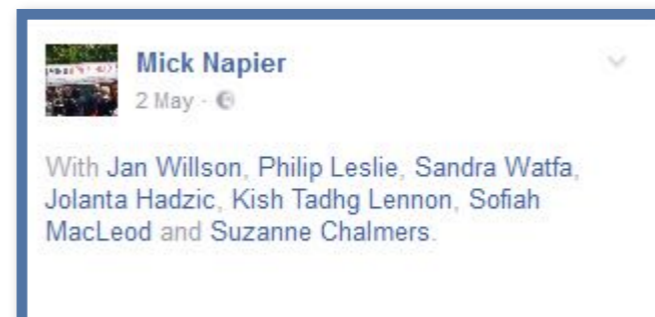 Mick Napier
2 May ·
With Jan Willson, Philip Leslie, Sandra Watfa,
Jolanta Hadzic, Kish Tadhg Lennon, Sofiah
MacLeod and Suzanne Chalmers.